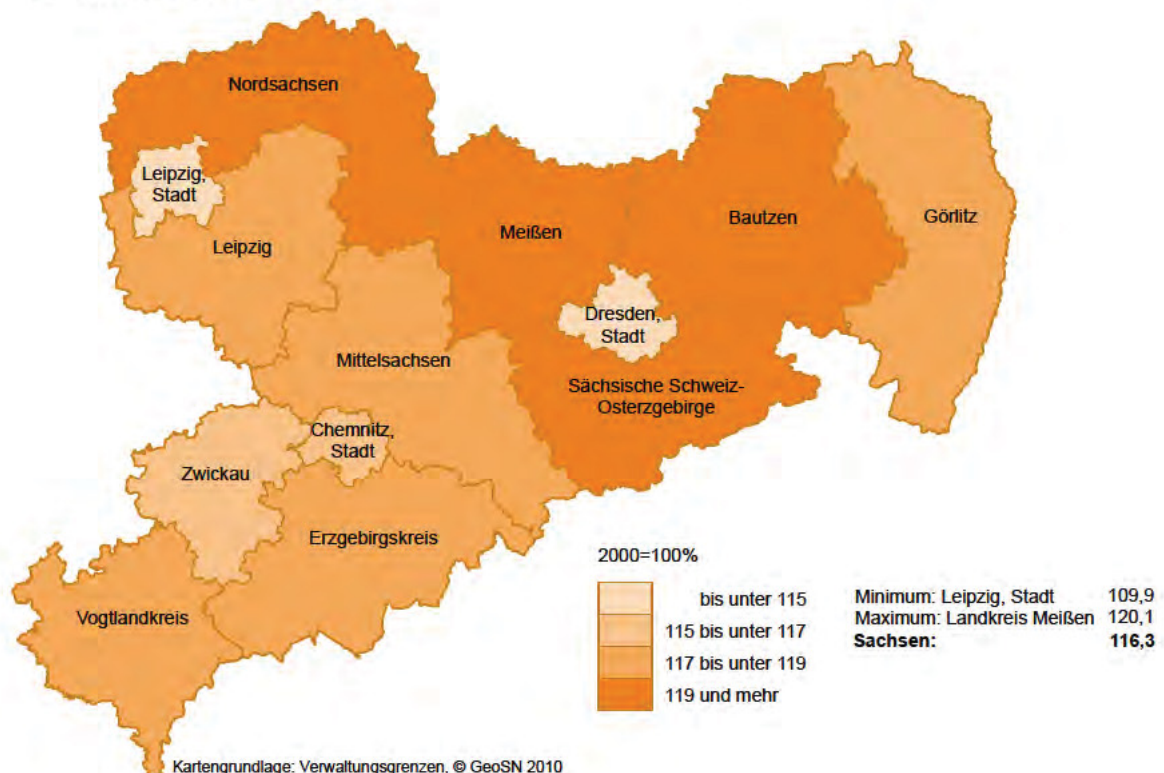 Nordsachsen
Leipzig,
Stadt
Leipzig
Meißen
Bautzen
Görlitz
Dresden,
Stadt
Mittelsachsen
Sächsische Schweiz-
Osterzgebirge
Chemnitz,
Stadt
Zwickau
Erzgebirgskreis
Vogtlandkreis
2000=100%
bis unter 115
115 bis unter 117
117 bis unter 119
119 und mehr
Minimum: Leipzig, Stadt 109,9
Maximum: Landkreis Meißen 120,1
Sachsen: 116,3
Kartengrundlage: Verwaltungsgrenzen, © GeoSN 2010